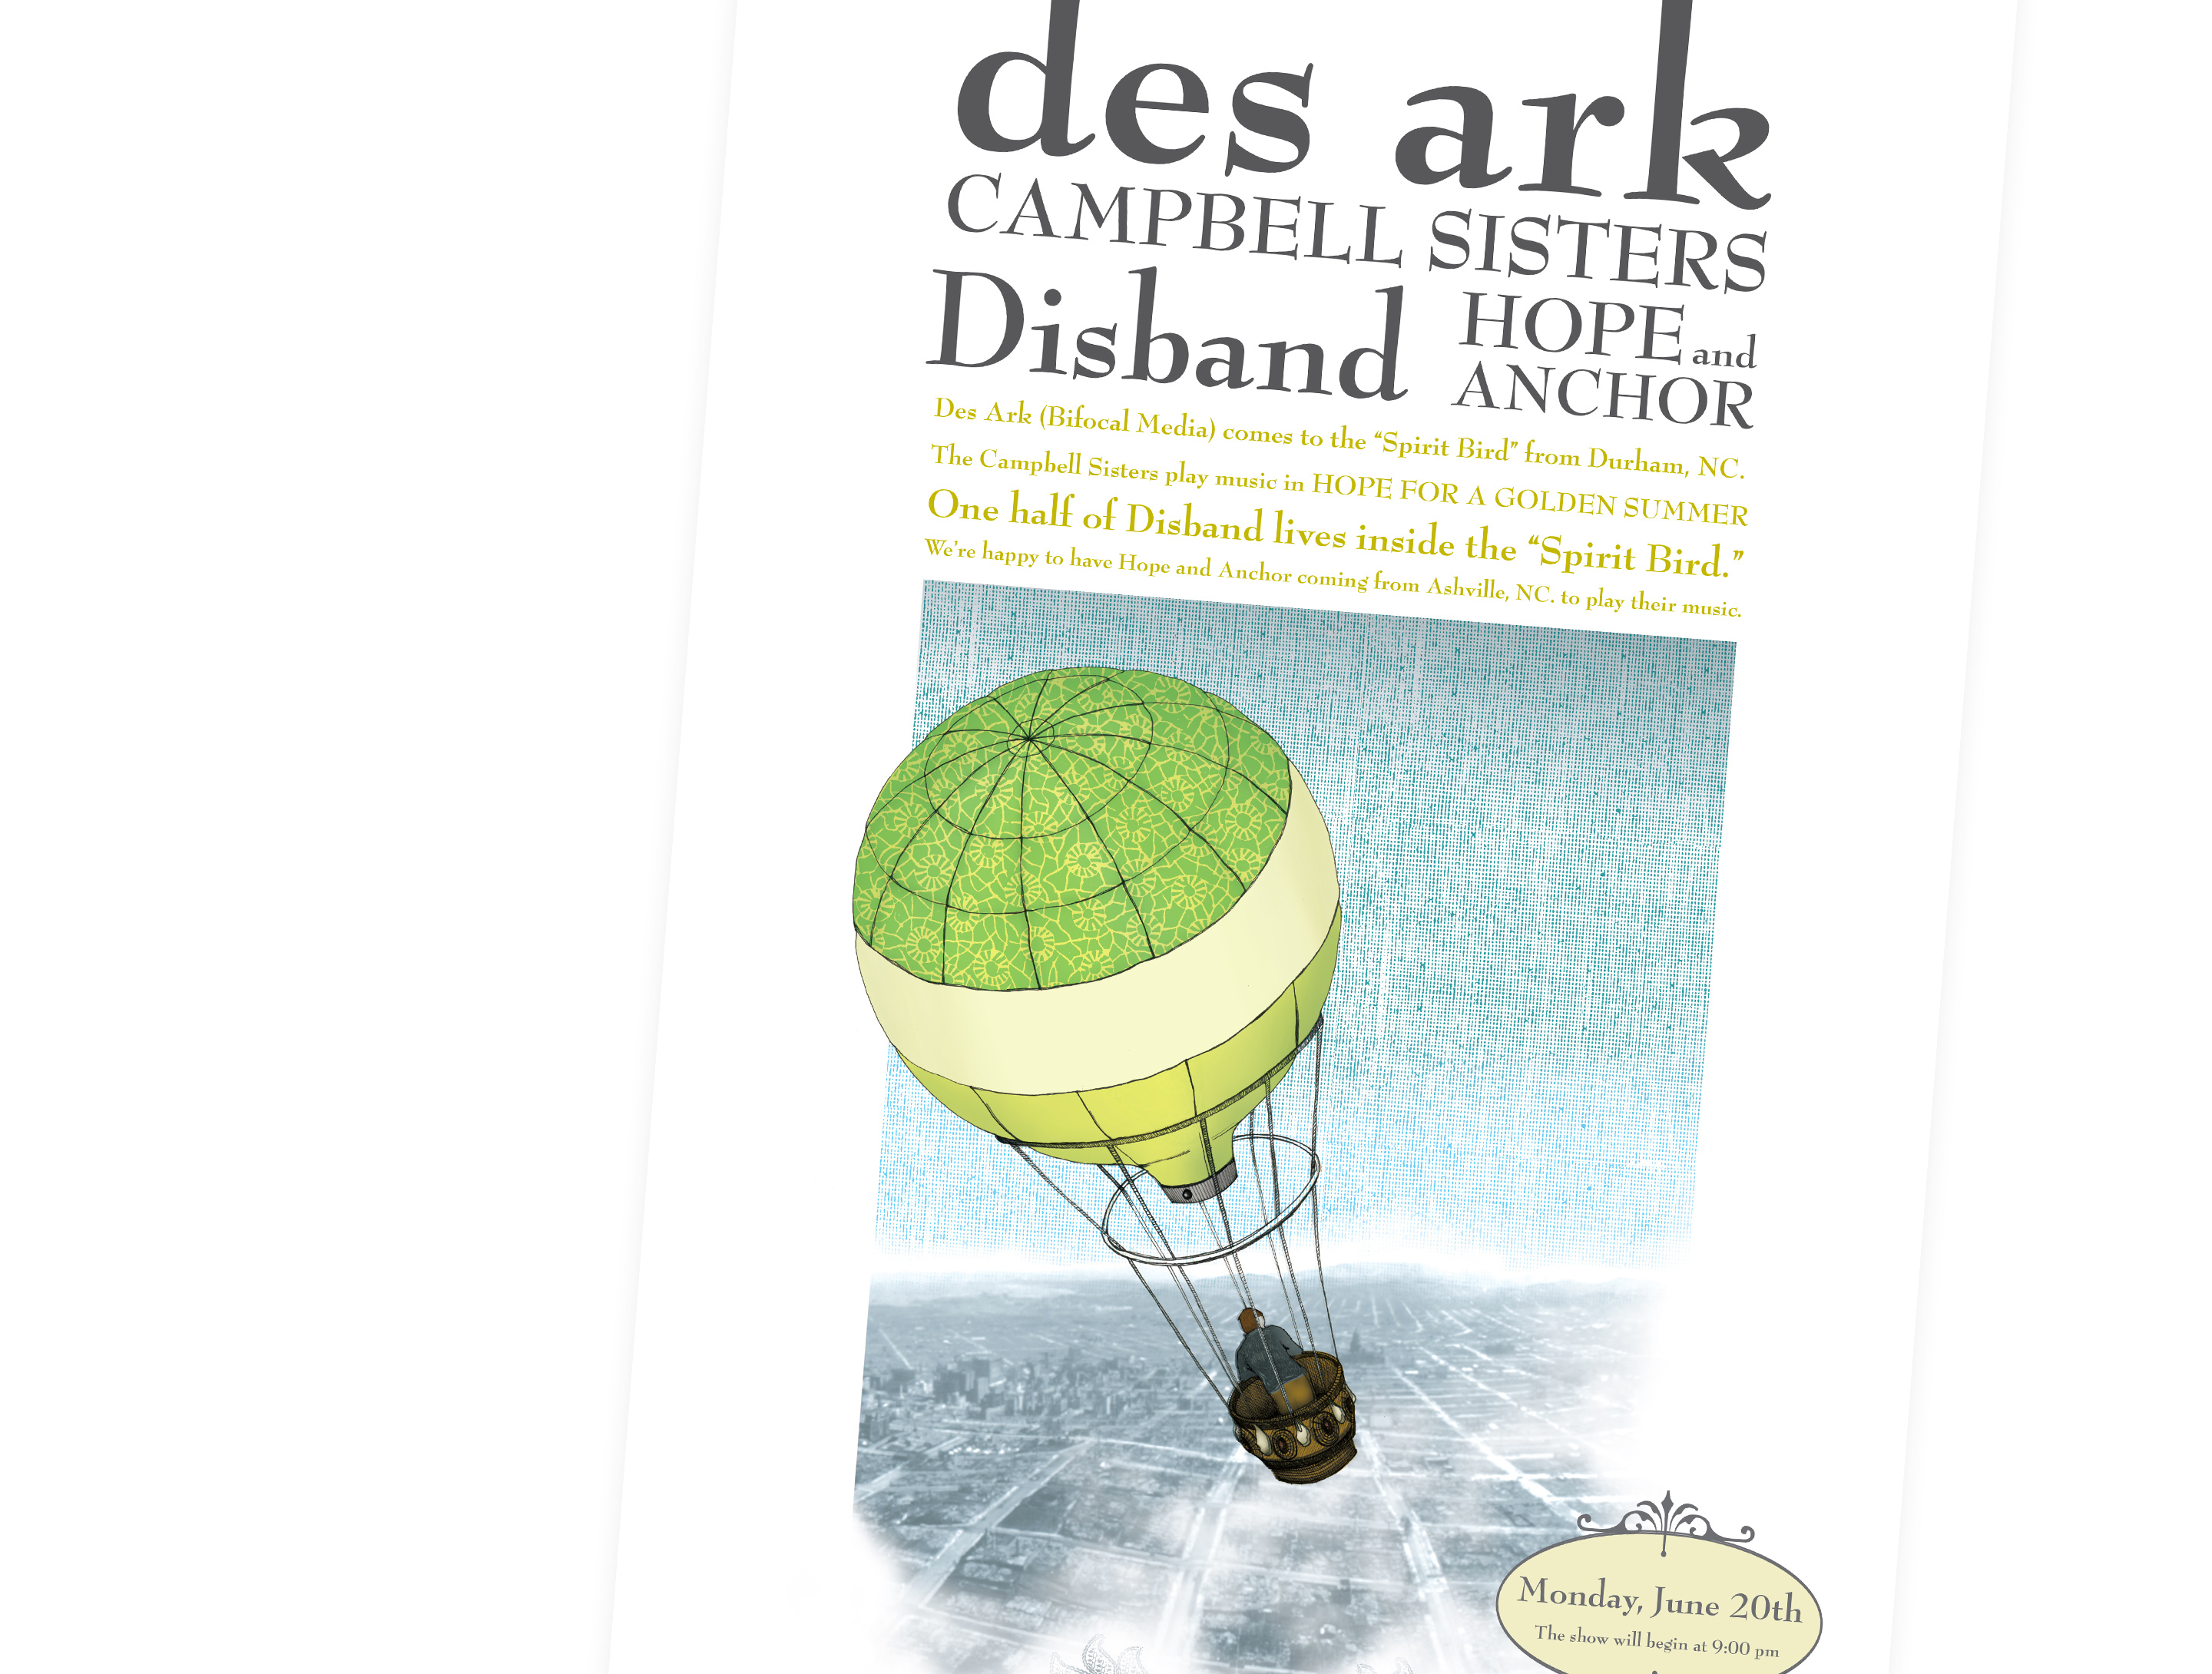 des ark
CAMPBELL SISTERS
Disband
HOPE and
ANCHOR
Des Ark (Bifocal Media) comes to the “Spirit Bird” from Durham, NC.
The Campbell Sisters play music in HOPE FOR A GOLDEN SUMMER
One half of Disband lives inside the “Spirit Bird.”
We’re happy to have Hope and Anchor coming from Ashville, NC. to play their music.
Monday, June 20th
The show will begin at 9:00 pm